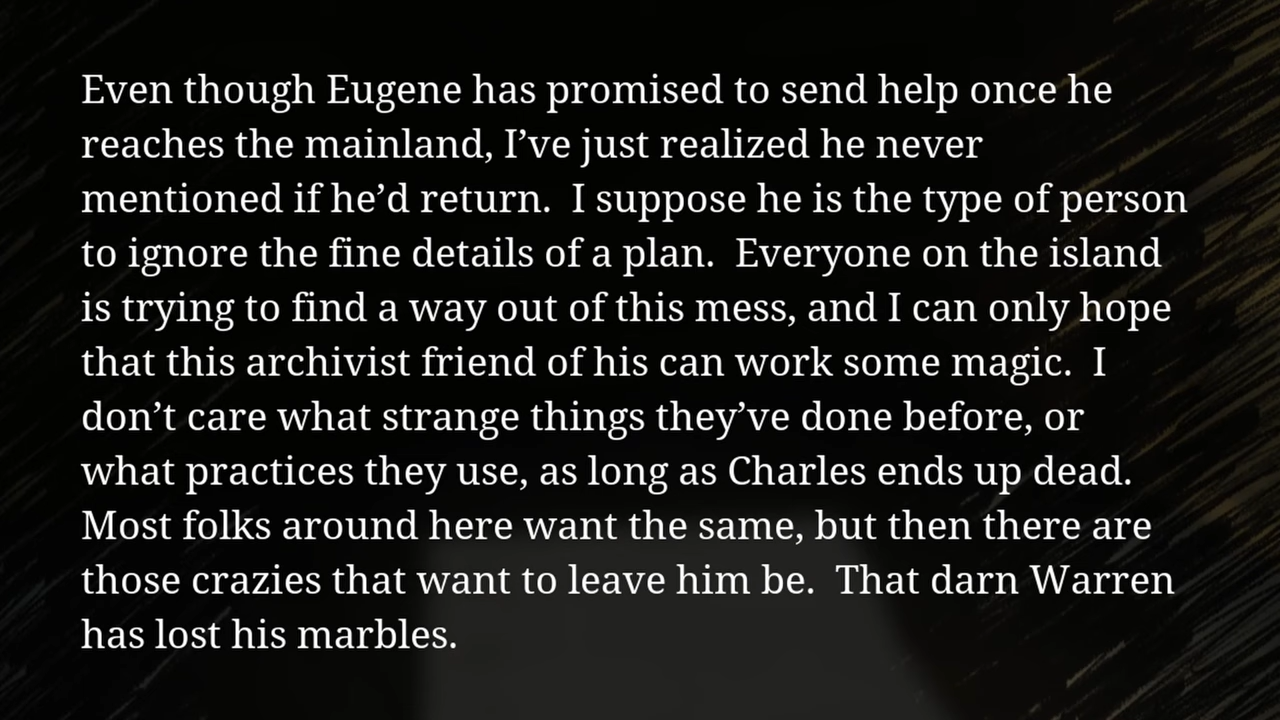 Even though Eugene has promised to send help once he
reaches the mainland, I’ve just realized he never
mentioned if he’d return.  I suppose he is the type of person
to ignore the fine details of a plan.  Everyone on the island
is trying to find a way out of this mess, and I can only hope
that this archivist friend of his can work some magic.  I
don’t care what strange things they’ve done before, or
what practices they use, as long as Charles ends up dead.
Most folks around here want the same, but then there are
those crazies that want to leave him be.  That darn Warren
has lost his marbles.